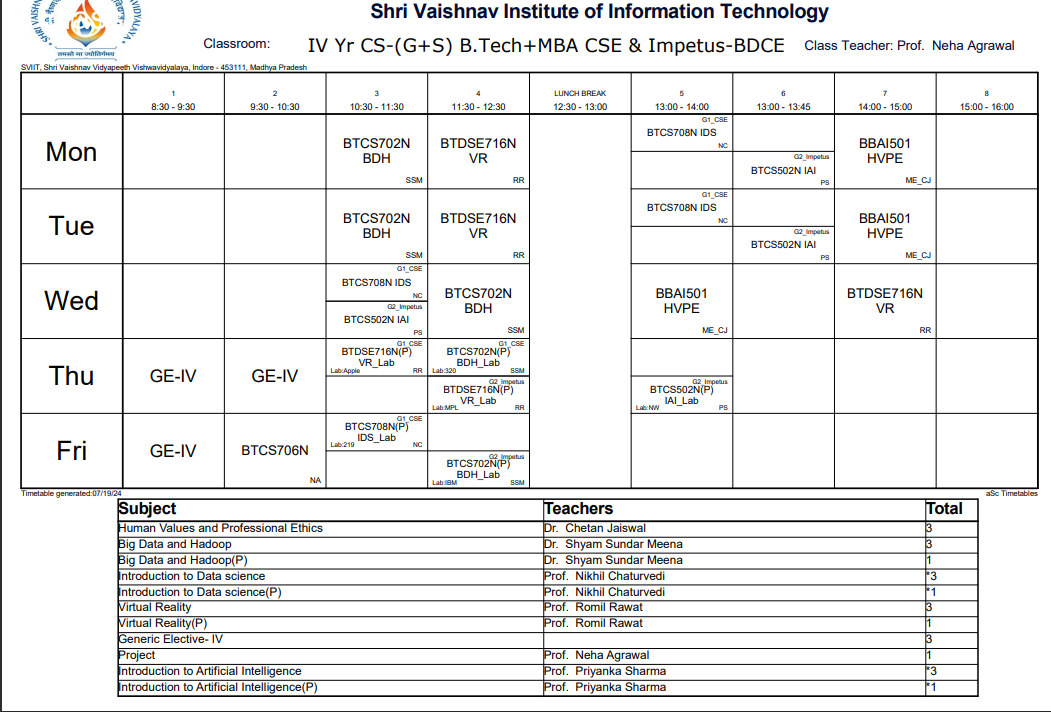 Shri Vaishnav Institute of Information Technology
Classroom: IV Yr CS-(G+S) B.Tech+MBA CSE & Impetus-BDCE Class Teacher: Prof. Neha Agrawal
SVIIT, Shri Vaishnav Vidyapeeth Vishwavidyalaya, Indore - 453111, Madhya Pradesh
1 2 3 4 LUNCH BREAK 5 6 7 8
8:30 - 9:30 9:30 - 10:30 10:30 - 11:30 11:30 - 12:30 12:30 - 13:00 13:00 - 14:00 13:00 - 13:45 14:00 - 15:00 15:00 - 16:00
Mon
BTCS702N
BDH
SSM
BTDSE716N
VR
RR
G1_CSE
BTCS708N IDS
NC
G2_Impetus
BTCS502N IAI
PS
BBAI501
HVPE
ME_CJ
Tue
BTCS702N
BDH
SSM
BTDSE716N
VR
RR
G1_CSE
BTCS708N IDS
NC
G2_Impetus
BTCS502N IAI
PS
BBAI501
HVPE
ME_CJ
Wed
G1_CSE
BTCS708N IDS
NC
G2_Impetus
BTCS502N IAI
PS
BTCS702N
BDH
SSM
BBAI501
HVPE
ME_CJ
BTDSE716N
VR
RR
Thu
GE-IV
GE-IV
G1_CSE
BTDSE716N(P)
VR_Lab
Lab:Apple RR
G1_CSE
BTCS702N(P)
BDH_Lab
Lab:320 SSM
G2_Impetus
BTDSE716N(P)
VR_Lab
Lab:MPL RR
G2_Impetus
BTCS502N(P)
IAI_Lab
Lab:NW PS
Fri
GE-IV
BTCS706N
NA
G1_CSE
BTCS708N(P)
IDS_Lab
Lab:219 NC
G2_Impetus
BTCS702N(P)
BDH_Lab
Lab:IBM SSM
Timetable generated:07/19/24 aSc Timetables
Subject Teachers Total
Human Values and Professional Ethics Dr. Chetan Jaiswal 3
Big Data and Hadoop Dr. Shyam Sundar Meena 3
Big Data and Hadoop(P) Dr. Shyam Sundar Meena 1
Introduction to Data science Prof. Nikhil Chaturvedi *3
Introduction to Data science(P) Prof. Nikhil Chaturvedi *1
Virtual Reality Prof. Romil Rawat 3
Virtual Reality(P) Prof. Romil Rawat 1
Generic Elective- IV 3
Project Prof. Neha Agrawal 1
Introduction to Artificial Intelligence Prof. Priyanka Sharma *3
Introduction to Artificial Intelligence(P) Prof. Priyanka Sharma *1